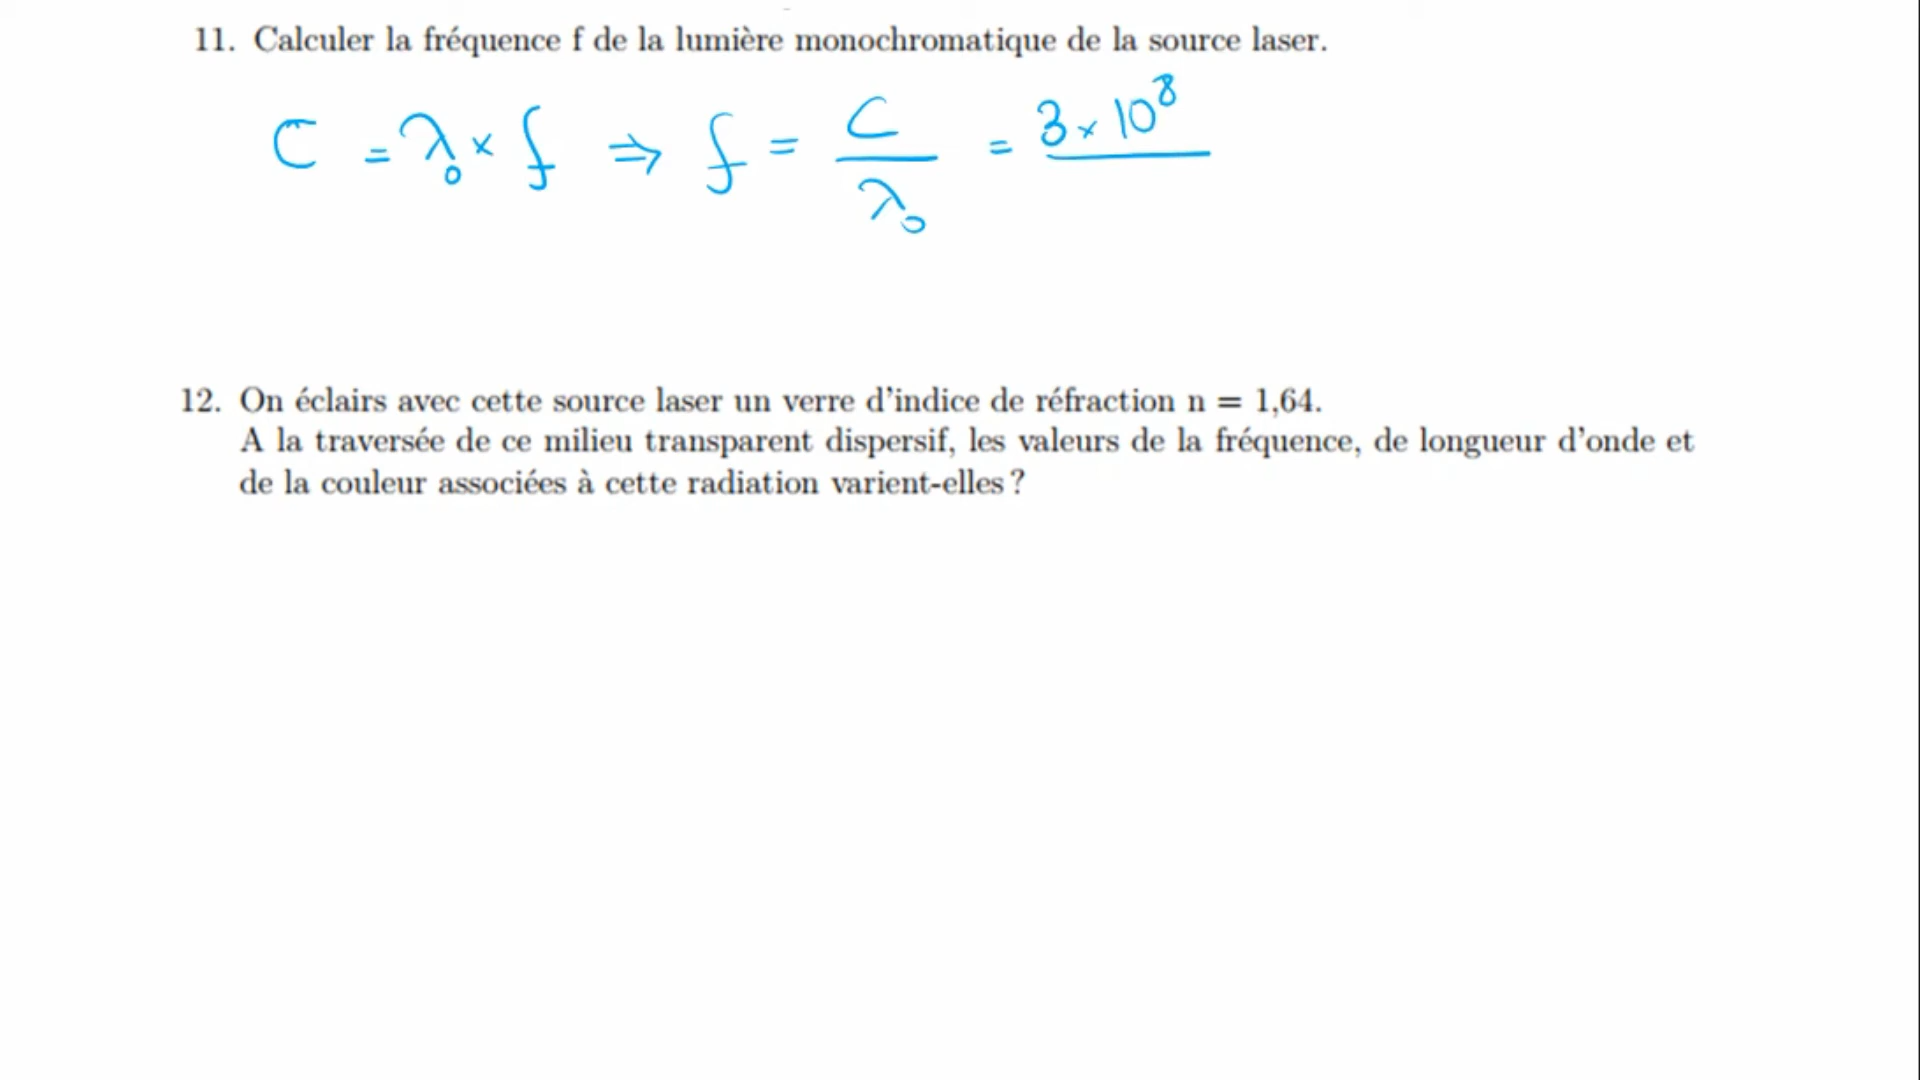 11. Calculer la fréquence f de la lumière monochromatique de la source laser.
C = λ₀ × f ⇒ f = C / λ₀ = 3 × 10⁸
12. On éclairs avec cette source laser un verre d'indice de réfraction n = 1,64.
A la traversée de ce milieu transparent dispersif, les valeurs de la fréquence, de longueur d'onde et
de la couleur associées à cette radiation varient-elles ?